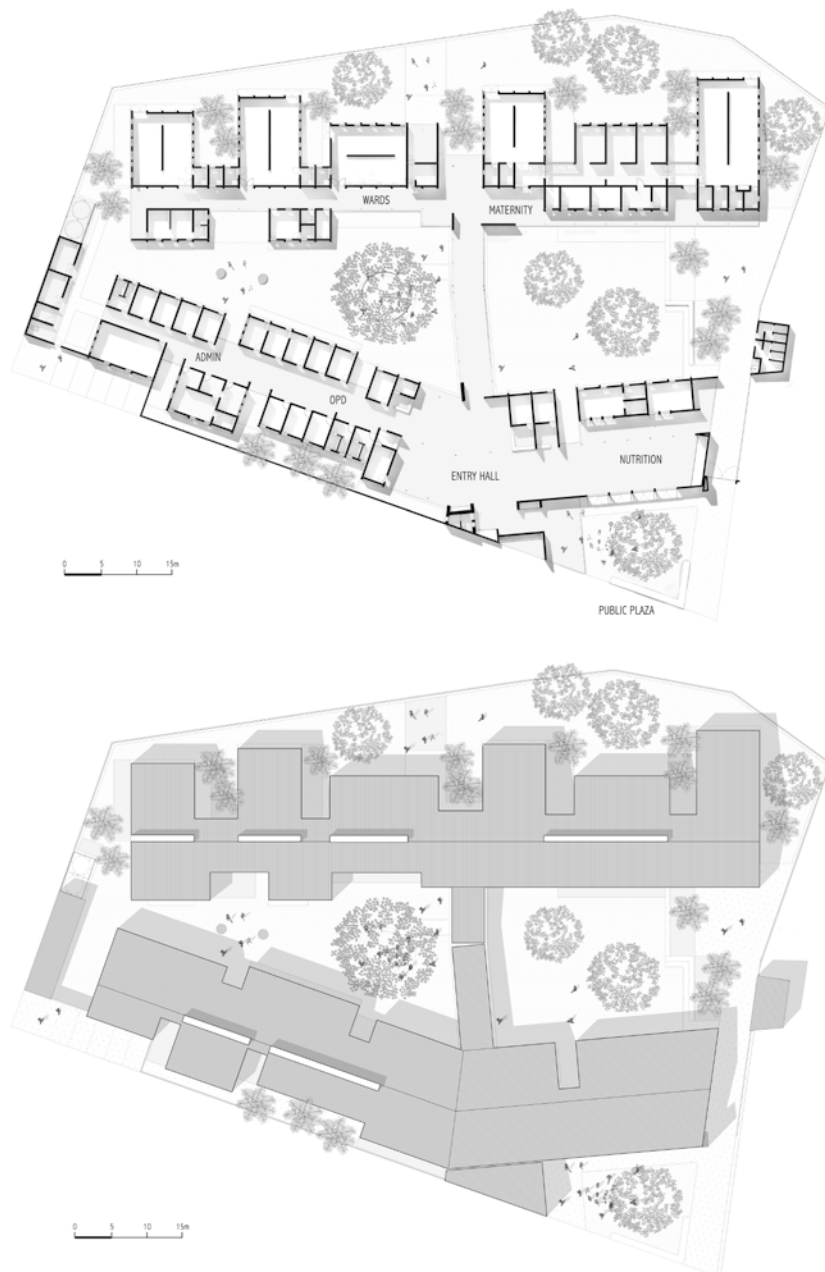 WARDS
MATERNITY
ADMIN
OPD
ENTRY HALL
NUTRITION
0 5 10 15m
PUBLIC PLAZA
0 5 10 15m